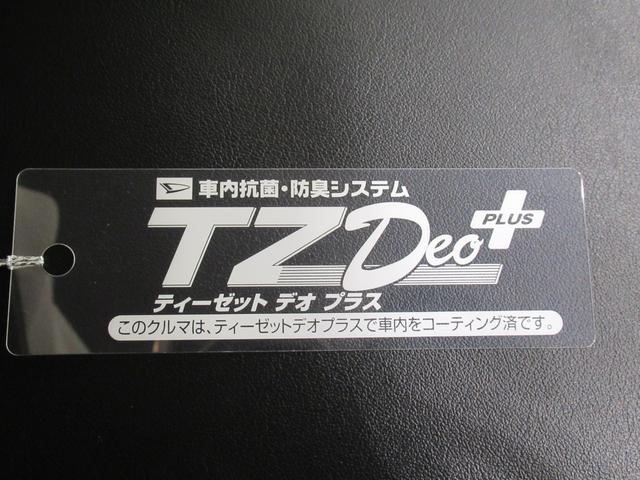 車内抗菌・防臭システム
TZ Deo PLUS
ティーゼット デオ プラス
このクルマは、ティーゼットデオプラスで車内をコーティング済です。